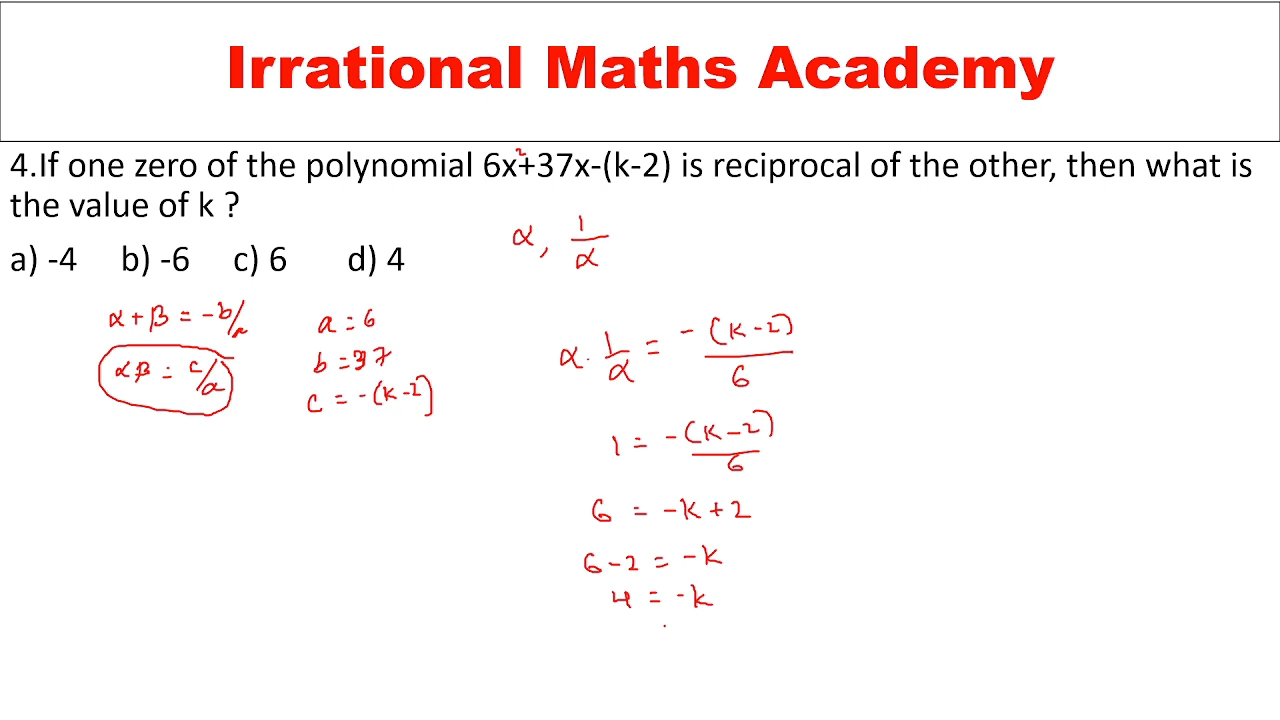 Irrational Maths Academy
4.If one zero of the polynomial 6x²+37x-(k-2) is reciprocal of the other, then what is
the value of k ?
a) -4 b) -6 c) 6 d) 4
α, 1/α
α + β = -b/a
αβ = c/a
a = 6
b = 37
c = -(k-2)
α · 1/α = -(k-2)/6
1 = -(k-2)/6
6 = -k+2
6-2 = -k
4 = -k